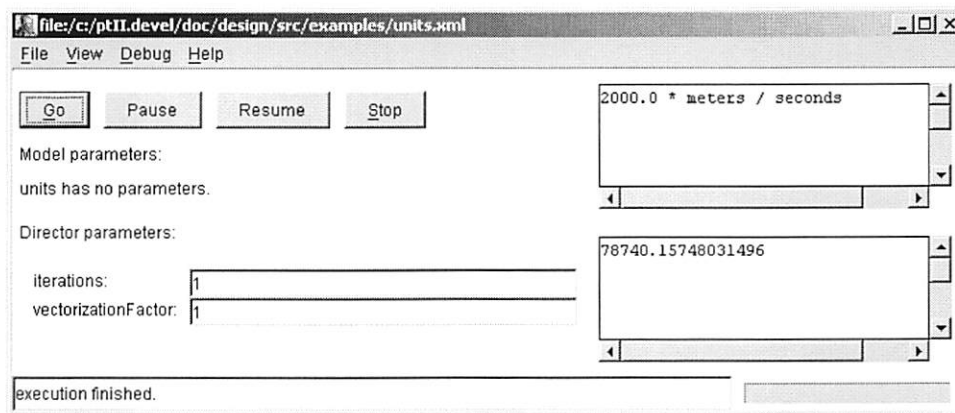 file:/c:/ptII.devel/doc/design/src/examples/units.xml
File View Debug Help
Go Pause Resume Stop
Model parameters:
units has no parameters.
Director parameters:
iterations: 1
vectorizationFactor: 1
2000.0 * meters / seconds
78740.15748031496
execution finished.